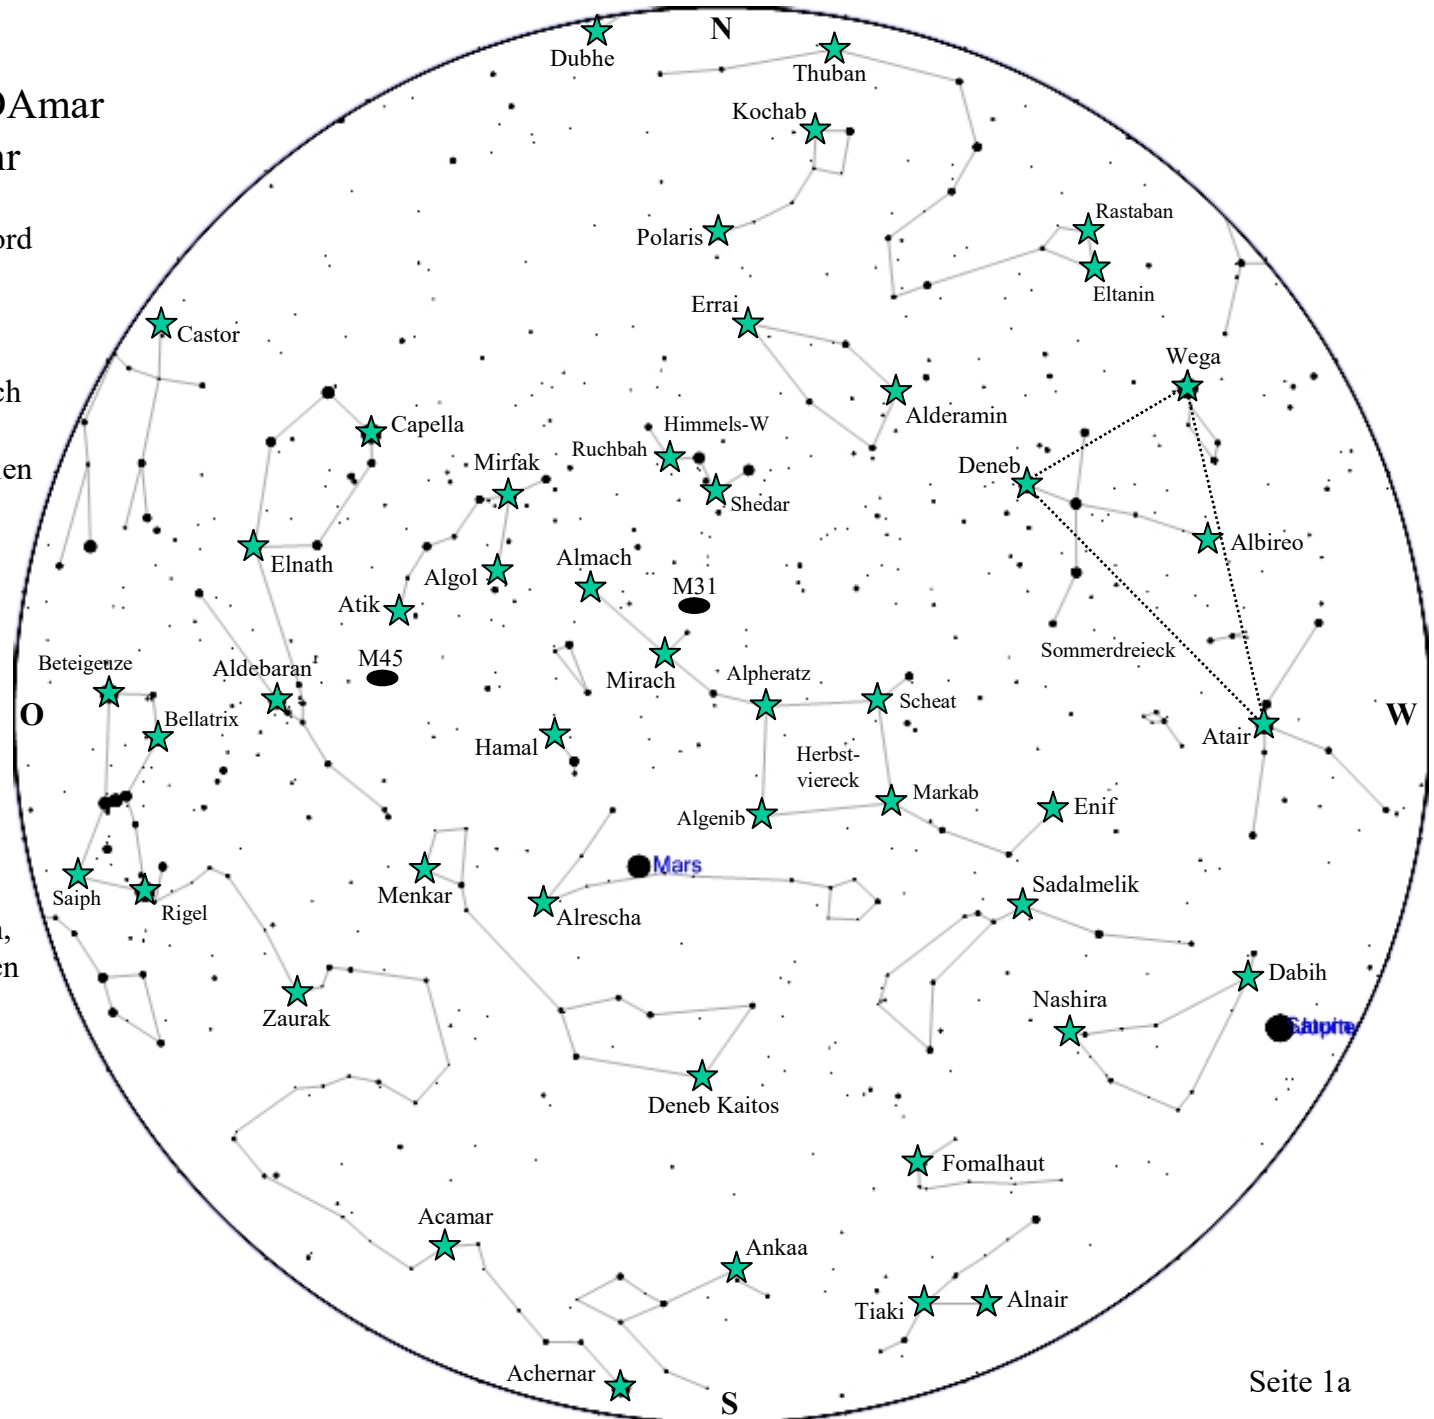 N
Dubhe
Thuban
DAmar
Kochab
ar
Rastaban
ord
Polaris
Eltanin
Errai
Castor
Wega
ch
Alderamin
Capella
Himmels-W
Ruchbah
Mirfak
Deneb
en
Shedar
Albireo
Elnath
Almach
Algol
M31
Atik
Sommerdreieck
Beteigeuze
M45
Aldebaran
Mirach
Alpheratz
Scheat
O
Bellatrix
W
Atair
Hamal
Herbst-
viereck
Markab
Enif
Algenib
Mars
Menkar
Sadalmelik
Saiph
Rigel
Alrescha
n,
en
Dabih
Nashira
Zaurak
Deneb Kaitos
Fomalhaut
Acamar
Ankaa
Tiaki
Alnair
Achernar
Seite 1a
S